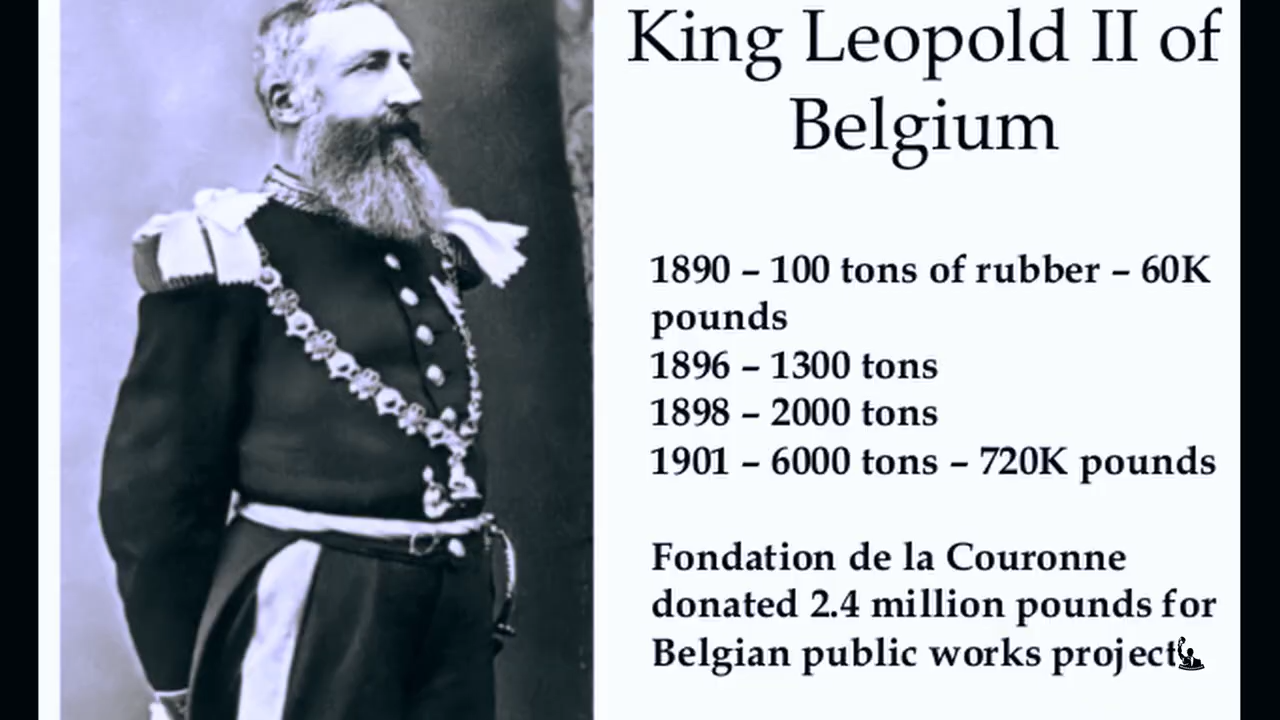 King Leopold II of
Belgium
1890 – 100 tons of rubber – 60K
pounds
1896 – 1300 tons
1898 – 2000 tons
1901 – 6000 tons – 720K pounds
Fondation de la Couronne
donated 2.4 million pounds for
Belgian public works project